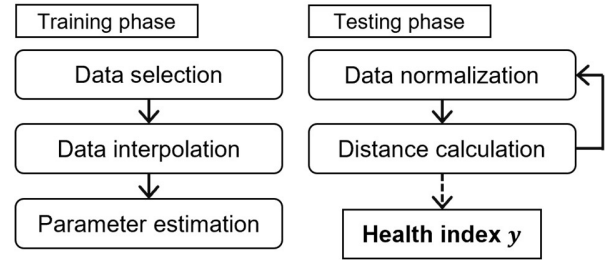 Training phase
Data selection
Data interpolation
Parameter estimation
Testing phase
Data normalization
Distance calculation
Health index y